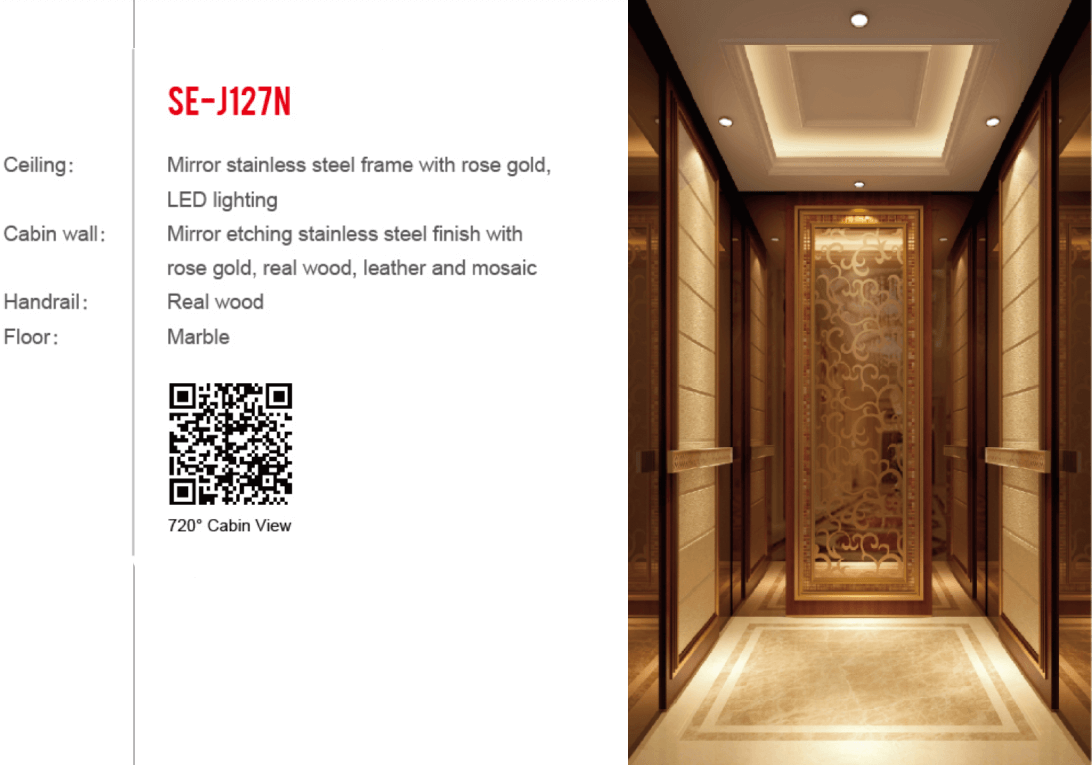 SE-J127N
Ceiling: Mirror stainless steel frame with rose gold,
LED lighting
Cabin wall: Mirror etching stainless steel finish with
rose gold, real wood, leather and mosaic
Handrail: Real wood
Floor: Marble
720° Cabin View